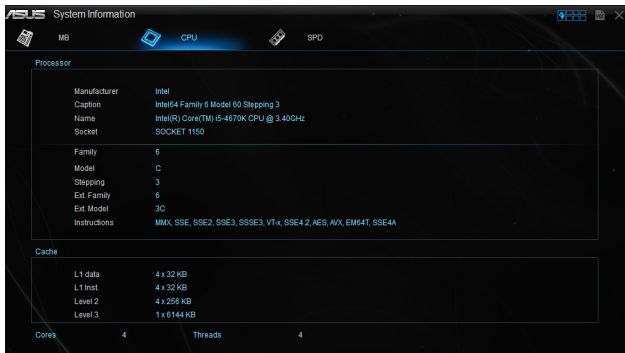 ASUS System Information
MB CPU SPD
Processor
Manufacturer Intel
Caption Intel64 Family 6 Model 60 Stepping 3
Name Intel(R) Core(TM) i5-4670K CPU @ 3.40GHz
Socket SOCKET 1150
Family 6
Model C
Stepping 3
Ext. Family 6
Ext. Model 3C
Instructions MMX, SSE, SSE2, SSE3, SSSE3, VT-x, SSE4.2, AES, AVX, EM64T, SSE4A
Cache
L1 data 4 x 32 KB
L1 Inst. 4 x 32 KB
Level 2 4 x 256 KB
Level 3 1 x 6144 KB
Cores 4 Threads 4